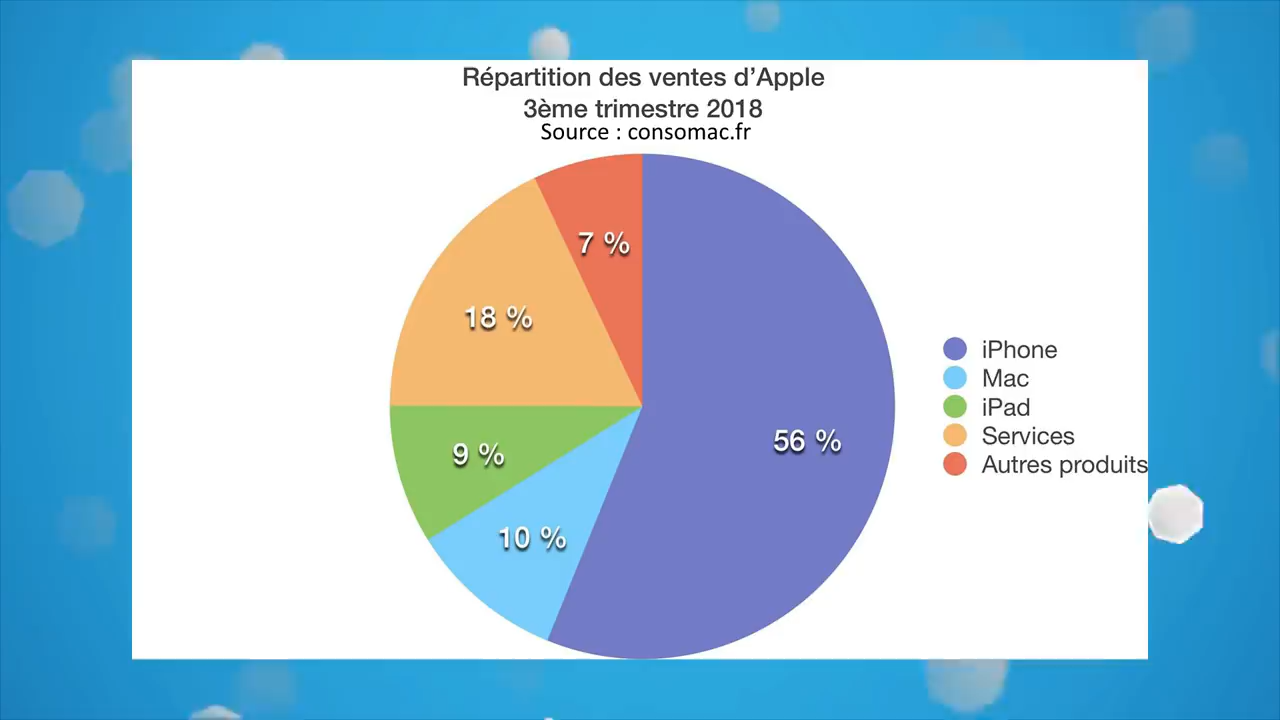 Répartition des ventes d’Apple
3ème trimestre 2018
Source : consomac.fr
7 %
18 %
56 %
9 %
10 %
iPhone
Mac
iPad
Services
Autres produits